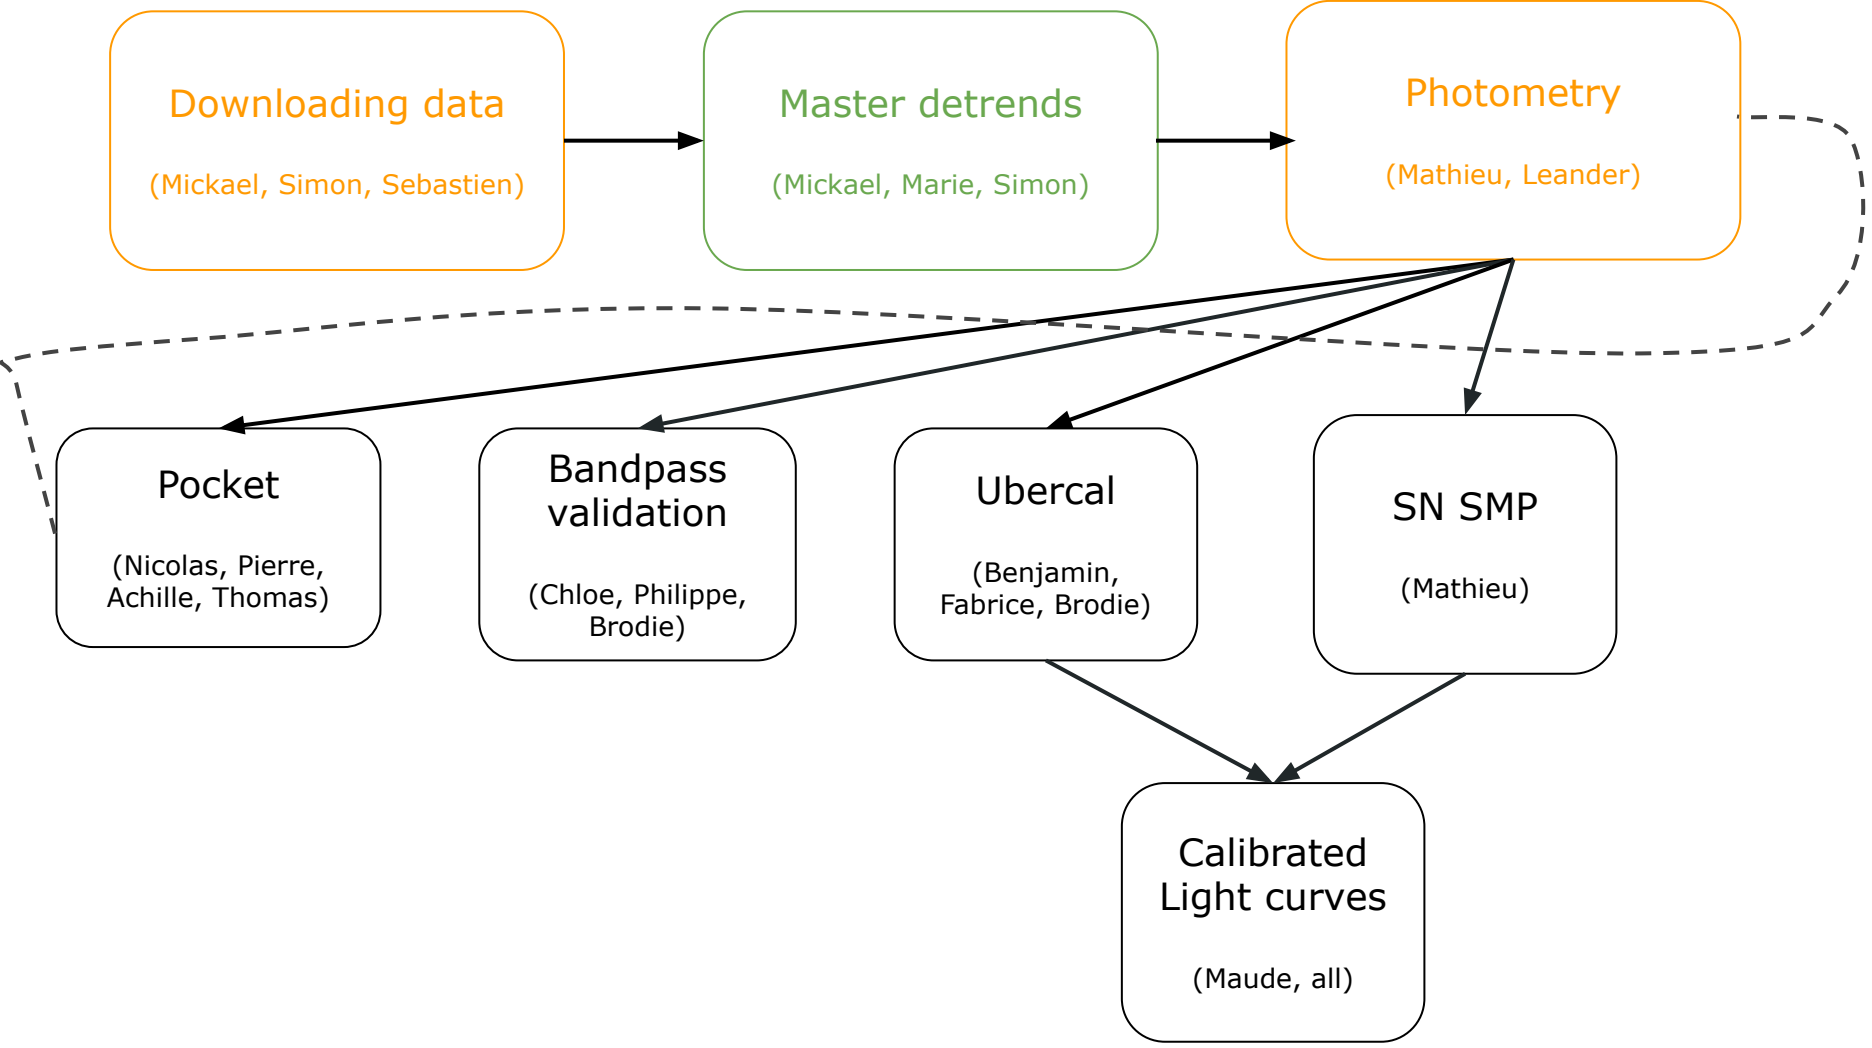 Downloading data
(Mickael, Simon, Sebastien)
Master detrends
(Mickael, Marie, Simon)
Photometry
(Mathieu, Leander)
Pocket
(Nicolas, Pierre,
Achille, Thomas)
Bandpass
validation
(Chloe, Philippe,
Brodie)
Ubercal
(Benjamin,
Fabrice, Brodie)
SN SMP
(Mathieu)
Calibrated
Light curves
(Maude, all)